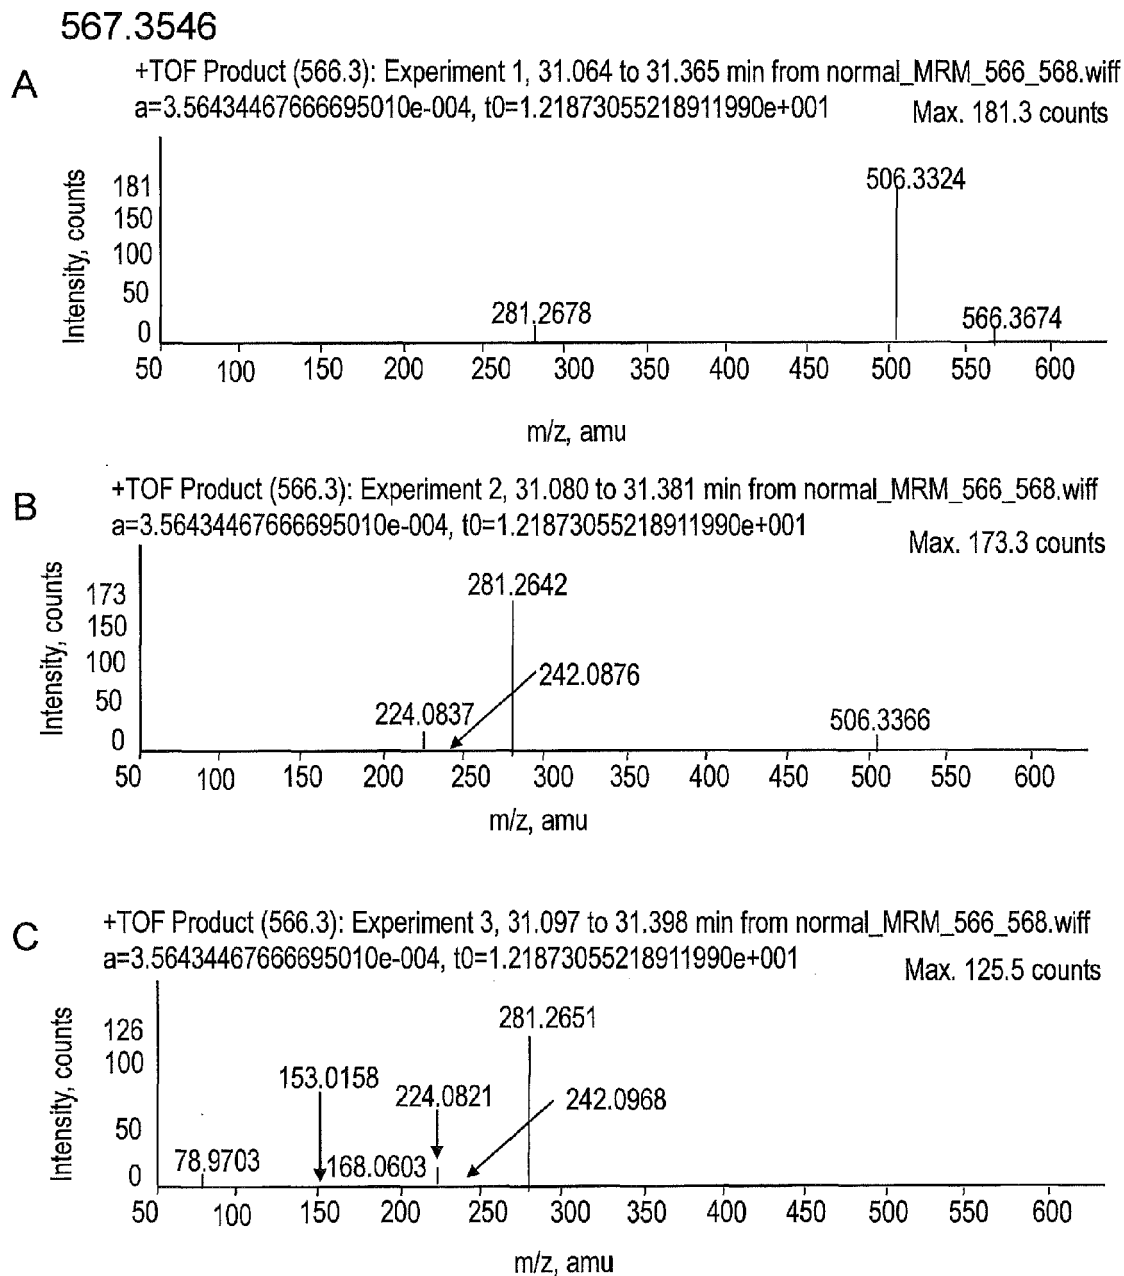 567.3546
A
+TOF Product (566.3): Experiment 1, 31.064 to 31.365 min from normal_MRM_566_568.wiff
a=3.56434467666695010e-004, t0=1.21873055218911990e+001
Max. 181.3 counts
Intensity, counts
181
150
100
50
0
506.3324
281.2678
566.3674
50 100 150 200 250 300 350 400 450 500 550 600
m/z, amu
B
+TOF Product (566.3): Experiment 2, 31.080 to 31.381 min from normal_MRM_566_568.wiff
a=3.56434467666695010e-004, t0=1.21873055218911990e+001
Max. 173.3 counts
Intensity, counts
173
150
100
50
0
281.2642
242.0876
224.0837
506.3366
50 100 150 200 250 300 350 400 450 500 550 600
m/z, amu
C
+TOF Product (566.3): Experiment 3, 31.097 to 31.398 min from normal_MRM_566_568.wiff
a=3.56434467666695010e-004, t0=1.21873055218911990e+001
Max. 125.5 counts
Intensity, counts
126
100
50
0
281.2651
153.0158
224.0821
242.0968
78.9703
168.0603
50 100 150 200 250 300 350 400 450 500 550 600
m/z, amu